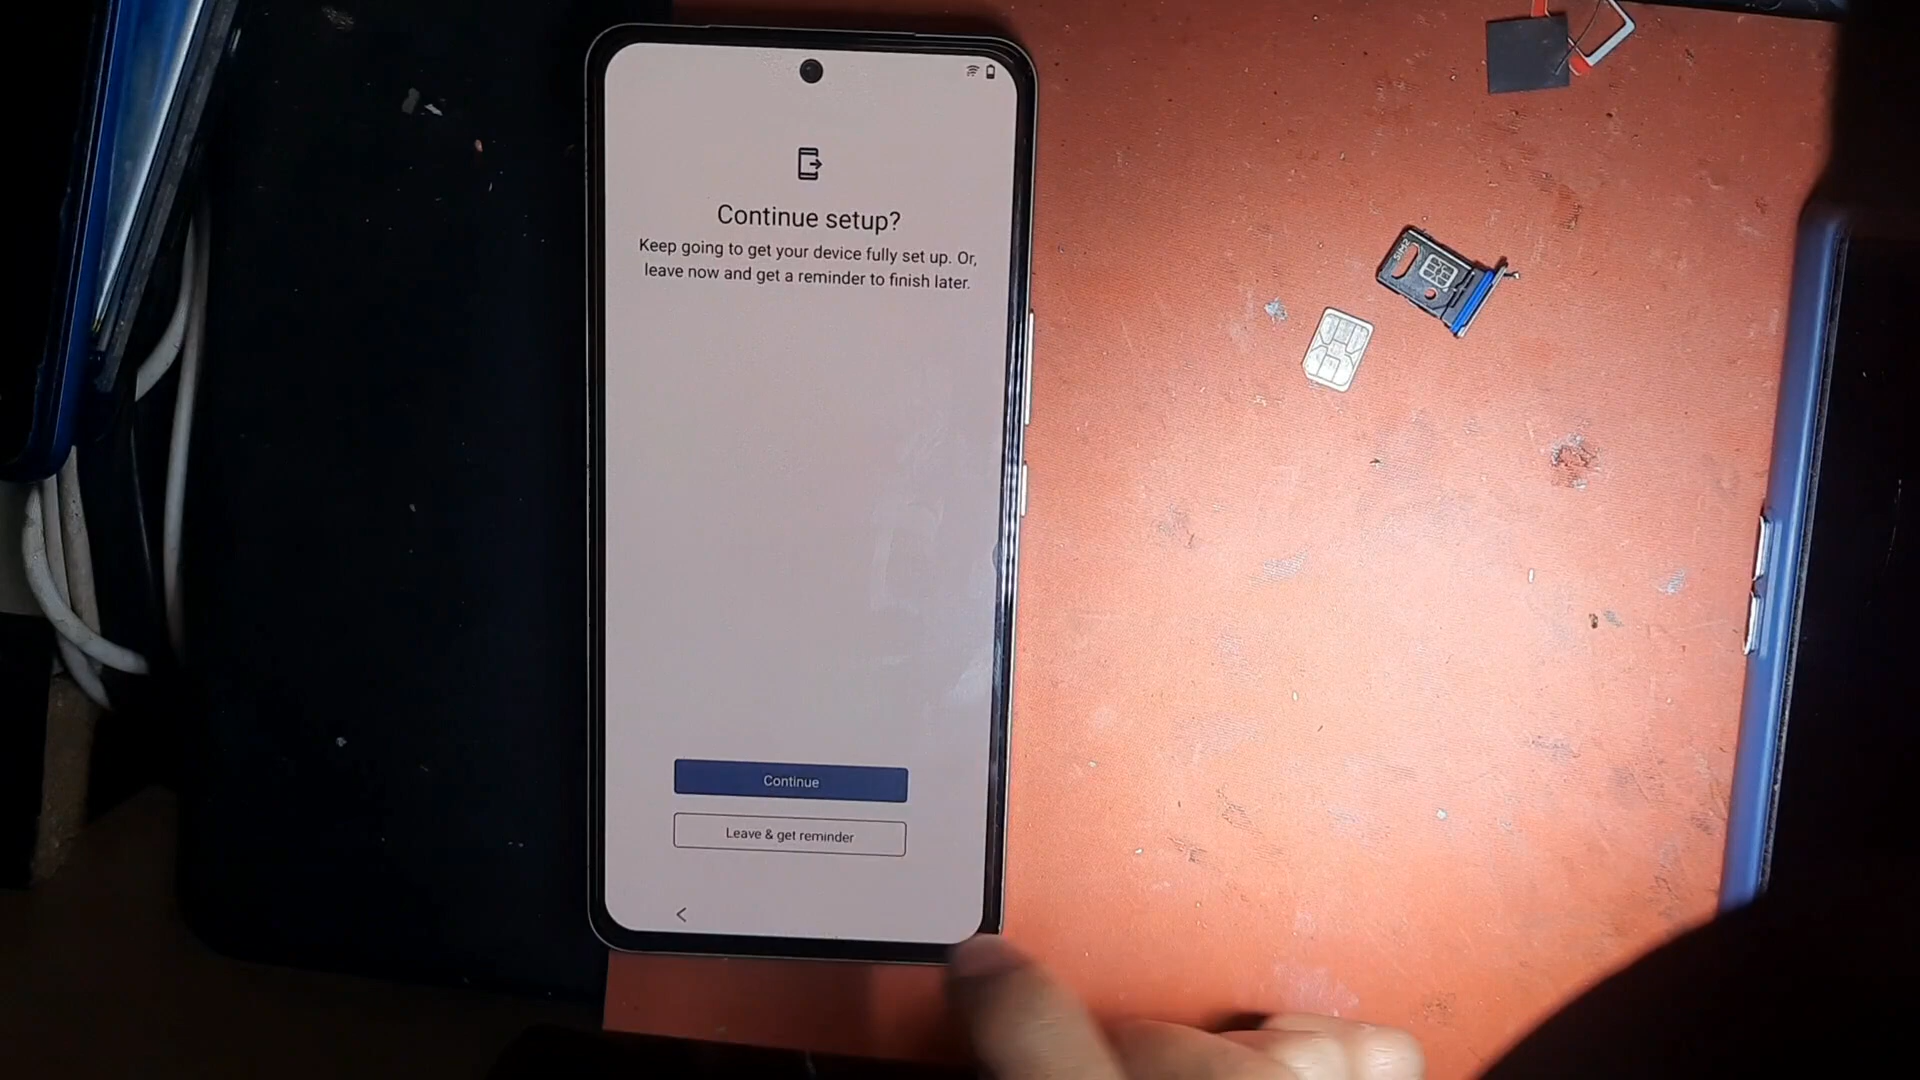 Continue setup?
Keep going to get your device fully set up. Or,
leave now and get a reminder to finish later.
Continue
Leave & get reminder
SIM2